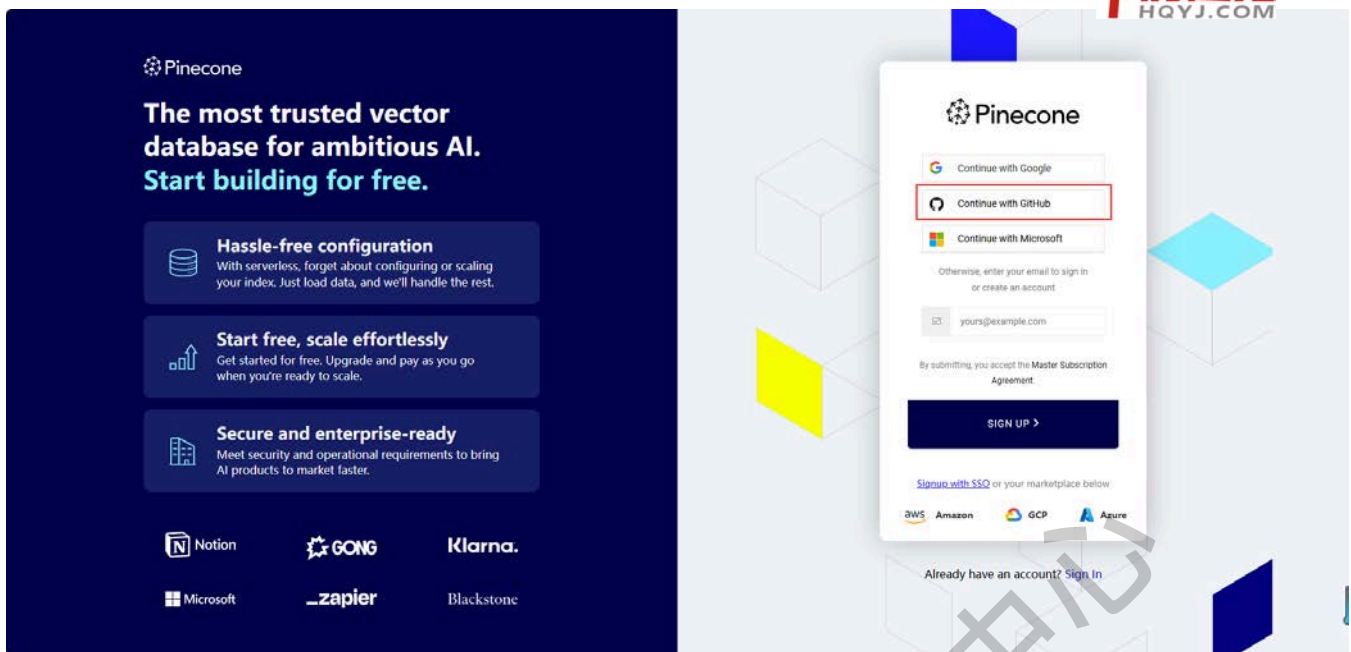 HQYJ.COM
Pinecone
The most trusted vector
database for ambitious AI.
Start building for free.
Hassle-free configuration
With serverless, forget about configuring or scaling
your index. Just load data, and we'll handle the rest.
Start free, scale effortlessly
Get started for free. Upgrade and pay as you go
when you're ready to scale.
Secure and enterprise-ready
Meet security and operational requirements to bring
AI products to market faster.
Notion
GONG
Klarna.
Microsoft
_zapier
Blackstone
Pinecone
Continue with Google
Continue with GitHub
Continue with Microsoft
Otherwise, enter your email to sign in
or create an account
yours@example.com
By submitting, you accept the Master Subscription
Agreement.
SIGN UP >
Signup with SSO or your marketplace below
aws Amazon
GCP
Azure
Already have an account? Sign In
中心